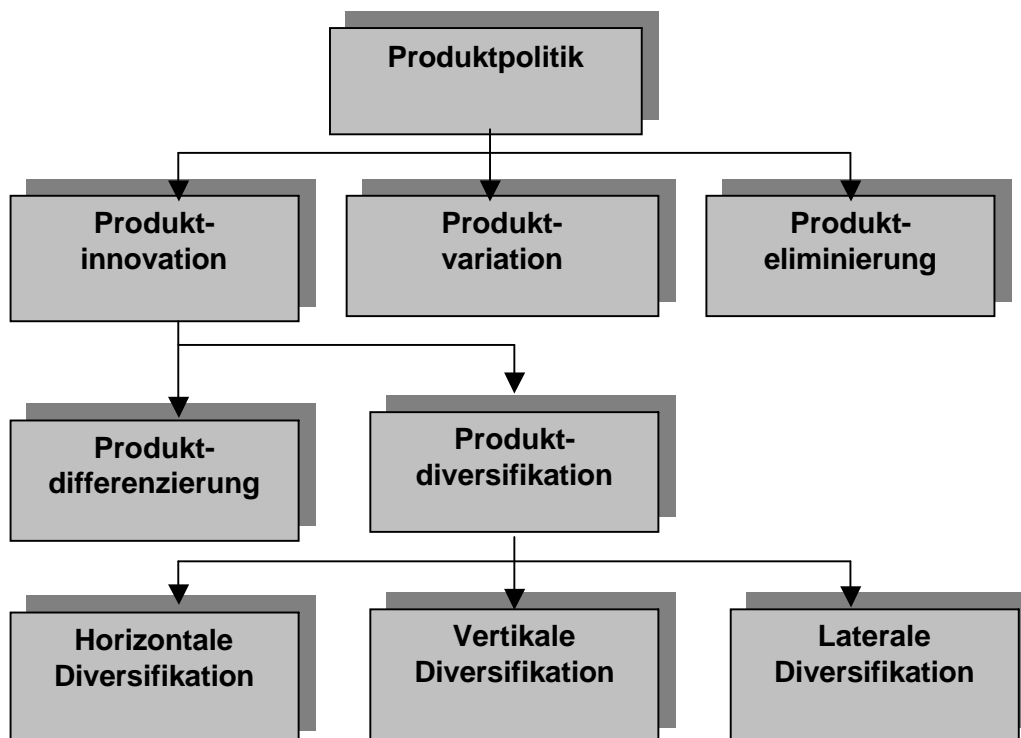 Produktpolitik
Produkt-
innovation
Produkt-
variation
Produkt-
eliminierung
Produkt-
differenzierung
Produkt-
diversifikation
Horizontale
Diversifikation
Vertikale
Diversifikation
Laterale
Diversifikation